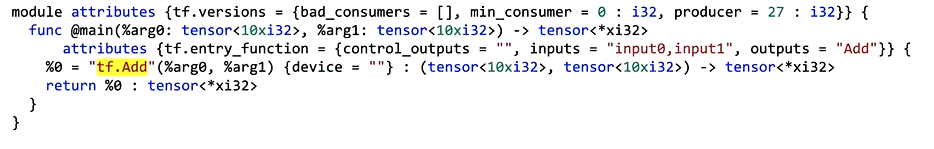 module attributes {tf.versions = {bad_consumers = [], min_consumer = 0 : i32, producer = 27 : i32}} {
  func @main(%arg0: tensor<10xi32>, %arg1: tensor<10xi32>) -> tensor<*xi32>
      attributes {tf.entry_function = {control_outputs = "", inputs = "input0,input1", outputs = "Add"}} {
    %0 = "tf.Add"(%arg0, %arg1) {device = ""} : (tensor<10xi32>, tensor<10xi32>) -> tensor<*xi32>
    return %0 : tensor<*xi32>
  }
}